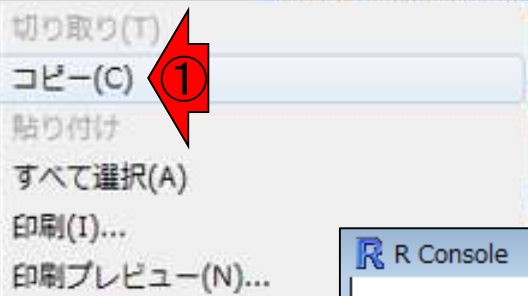 切り取り(T)
コピー(C) ①
貼り付け
すべて選択(A)
印刷(I)...
印刷プレビュー(N)...
R R Console